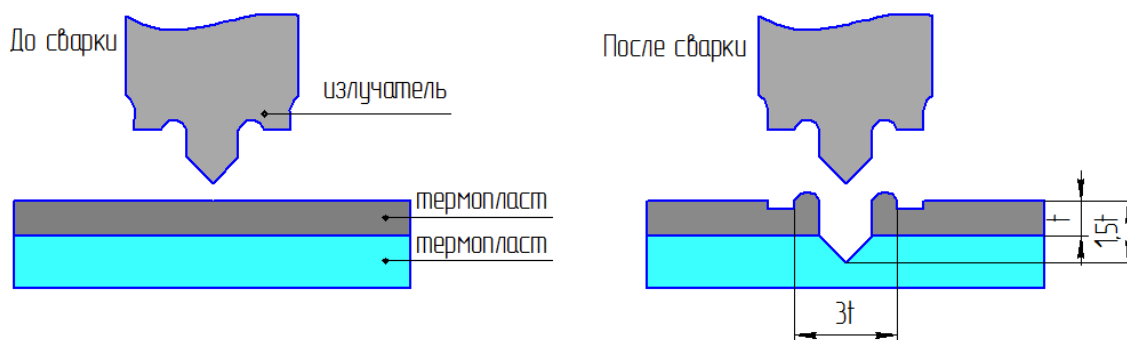 До сварки
излучатель
термопласт
термопласт
После сварки
t
1,5t
3t